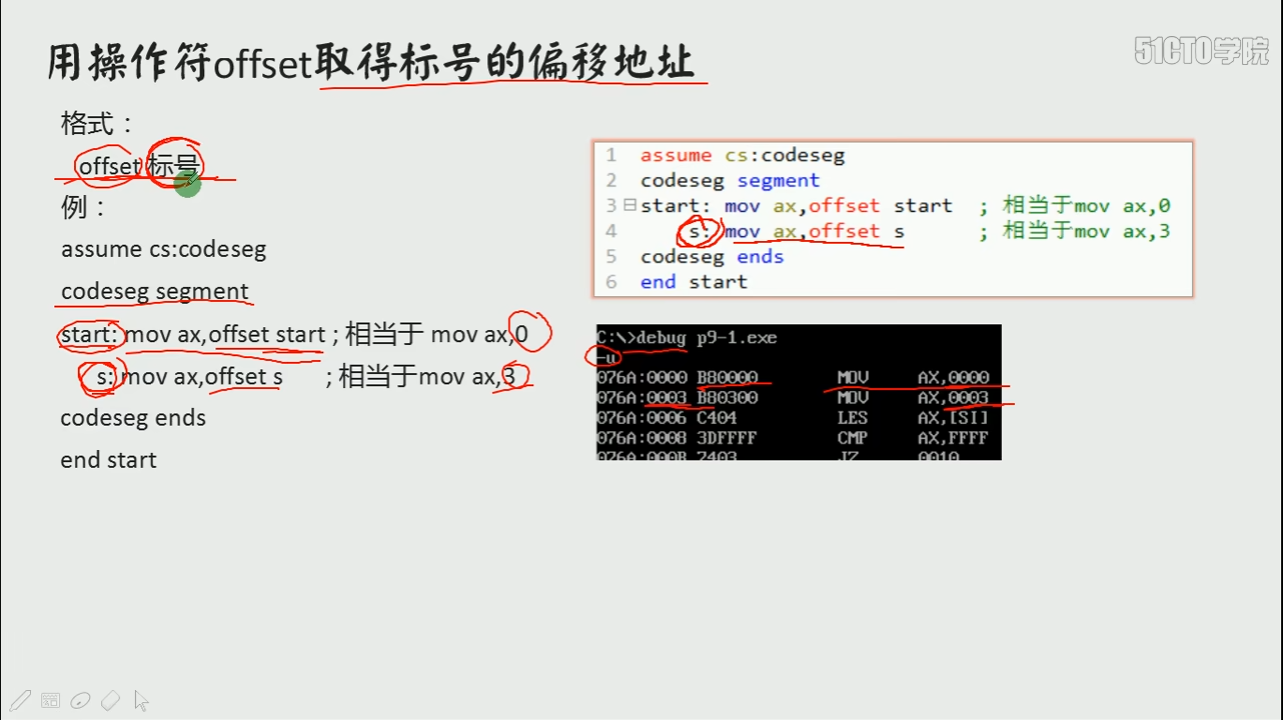 用操作符offset取得标号的偏移地址
51CTO学院
格式：
offset 标号
例：
assume cs:codeseg
codeseg segment
start: mov ax,offset start ; 相当于 mov ax,0
s: mov ax,offset s ; 相当于mov ax,3
codeseg ends
end start
1 assume cs:codeseg
2 codeseg segment
3 start: mov ax,offset start ; 相当于mov ax,0
4 s: mov ax,offset s ; 相当于mov ax,3
5 codeseg ends
6 end start
C:\>debug p9-1.exe
-u
076A:0000 B80000 MOV AX,0000
076A:0003 B80300 MOV AX,0003
076A:0006 C404 LES AX,[SI]
076A:0008 3DFFFF CMP AX,FFFF
076A:000B 7403 JZ 0010